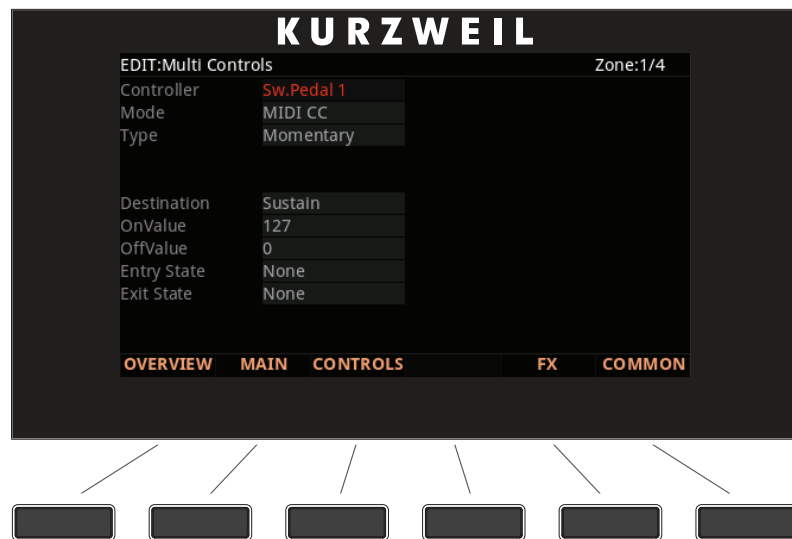 KURZWEIL
EDIT:Multi Controls Zone:1/4
Controller Sw.Pedal 1
Mode MIDI CC
Type Momentary
Destination Sustain
OnValue 127
OffValue 0
Entry State None
Exit State None
OVERVIEW MAIN CONTROLS FX COMMON